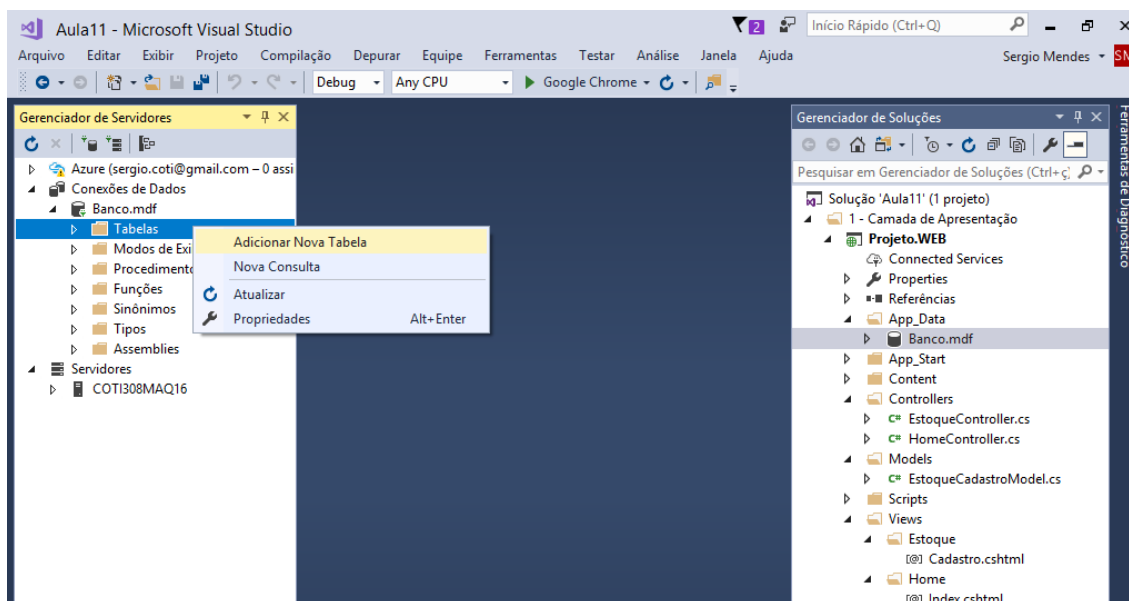 Aula11 - Microsoft Visual Studio
2
Início Rápido (Ctrl+Q)
Arquivo Editar Exibir Projeto Compilação Depurar Equipe Ferramentas Testar Análise Janela Ajuda
Sergio Mendes
SM
Debug Any CPU Google Chrome
Gerenciador de Servidores
Azure (sergio.coti@gmail.com – 0 assi
Conexões de Dados
Banco.mdf
Tabelas
Modos de Exi
Procedimento
Funções
Sinônimos
Tipos
Assemblies
Servidores
COTI308MAQ16
Adicionar Nova Tabela
Nova Consulta
Atualizar
Propriedades Alt+Enter
Gerenciador de Soluções
Pesquisar em Gerenciador de Soluções (Ctrl+ç)
Solução 'Aula11' (1 projeto)
1 - Camada de Apresentação
Projeto.WEB
Connected Services
Properties
Referências
App_Data
Banco.mdf
App_Start
Content
Controllers
C# EstoqueController.cs
C# HomeController.cs
Models
C# EstoqueCadastroModel.cs
Scripts
Views
Estoque
[@] Cadastro.cshtml
Home
[@] Index.cshtml
Ferramentas de Diagnóstico